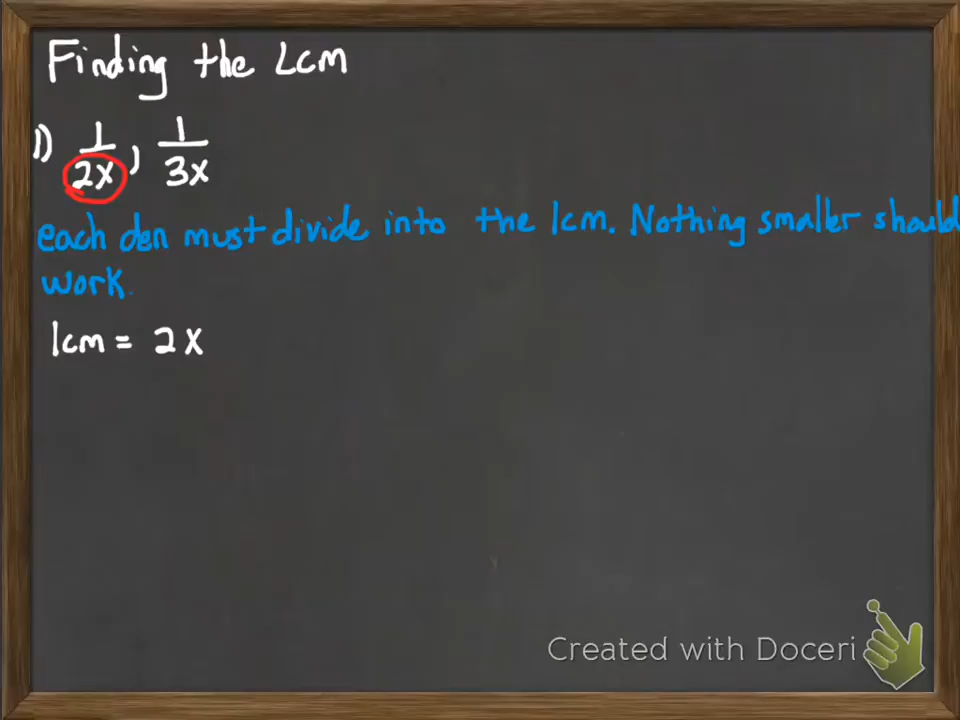 Finding the Lcm
1) 1/2x, 1/3x
each den must divide into the lcm. Nothing smaller should
work.
lcm = 2x
Created with Doceri